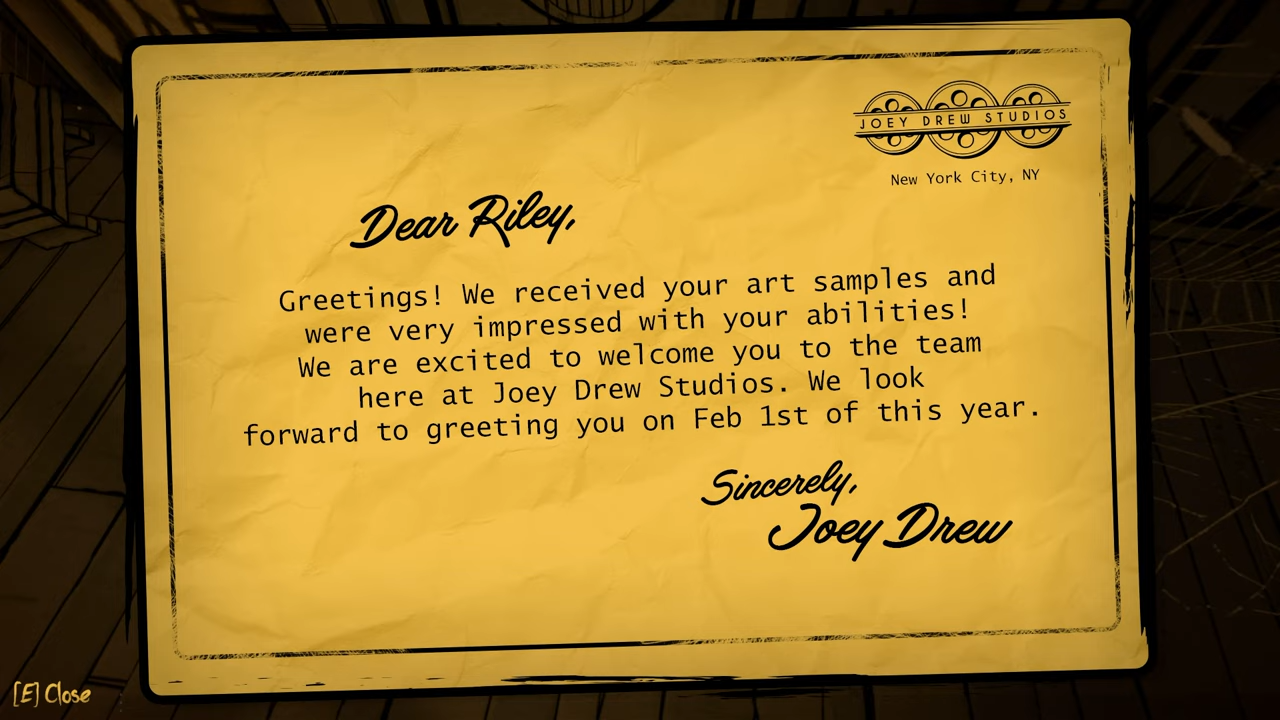 JOEY DREW STUDIOS
New York City, NY
Dear Riley,
Greetings! We received your art samples and
were very impressed with your abilities!
We are excited to welcome you to the team
here at Joey Drew Studios. We look
forward to greeting you on Feb 1st of this year.
Sincerely,
Joey Drew
[E] Close